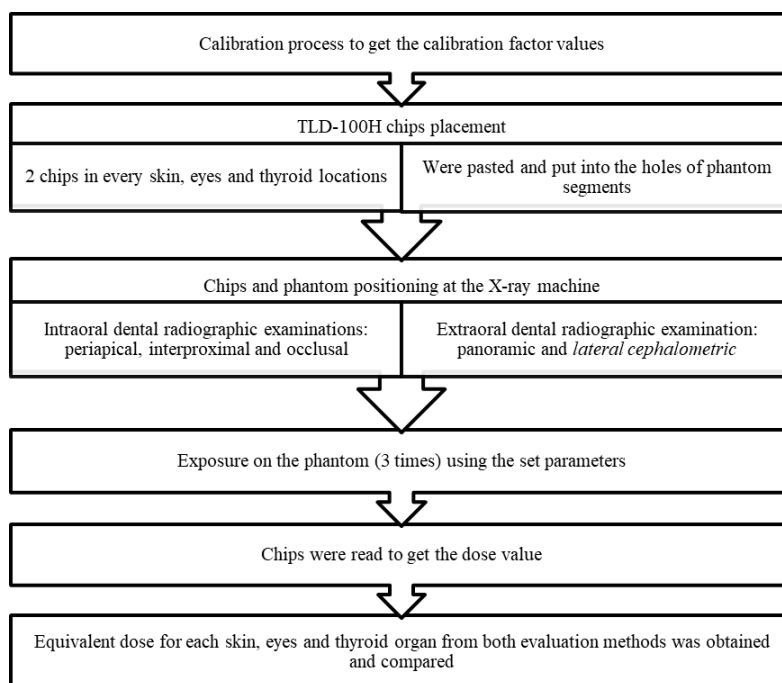 Calibration process to get the calibration factor values
TLD-100H chips placement
2 chips in every skin, eyes and thyroid locations
Were pasted and put into the holes of phantom
segments
Chips and phantom positioning at the X-ray machine
Intraoral dental radiographic examinations:
periapical, interproximal and occlusal
Extraoral dental radiographic examination:
panoramic and lateral cephalometric
Exposure on the phantom (3 times) using the set parameters
Chips were read to get the dose value
Equivalent dose for each skin, eyes and thyroid organ from both evaluation methods was obtained
and compared